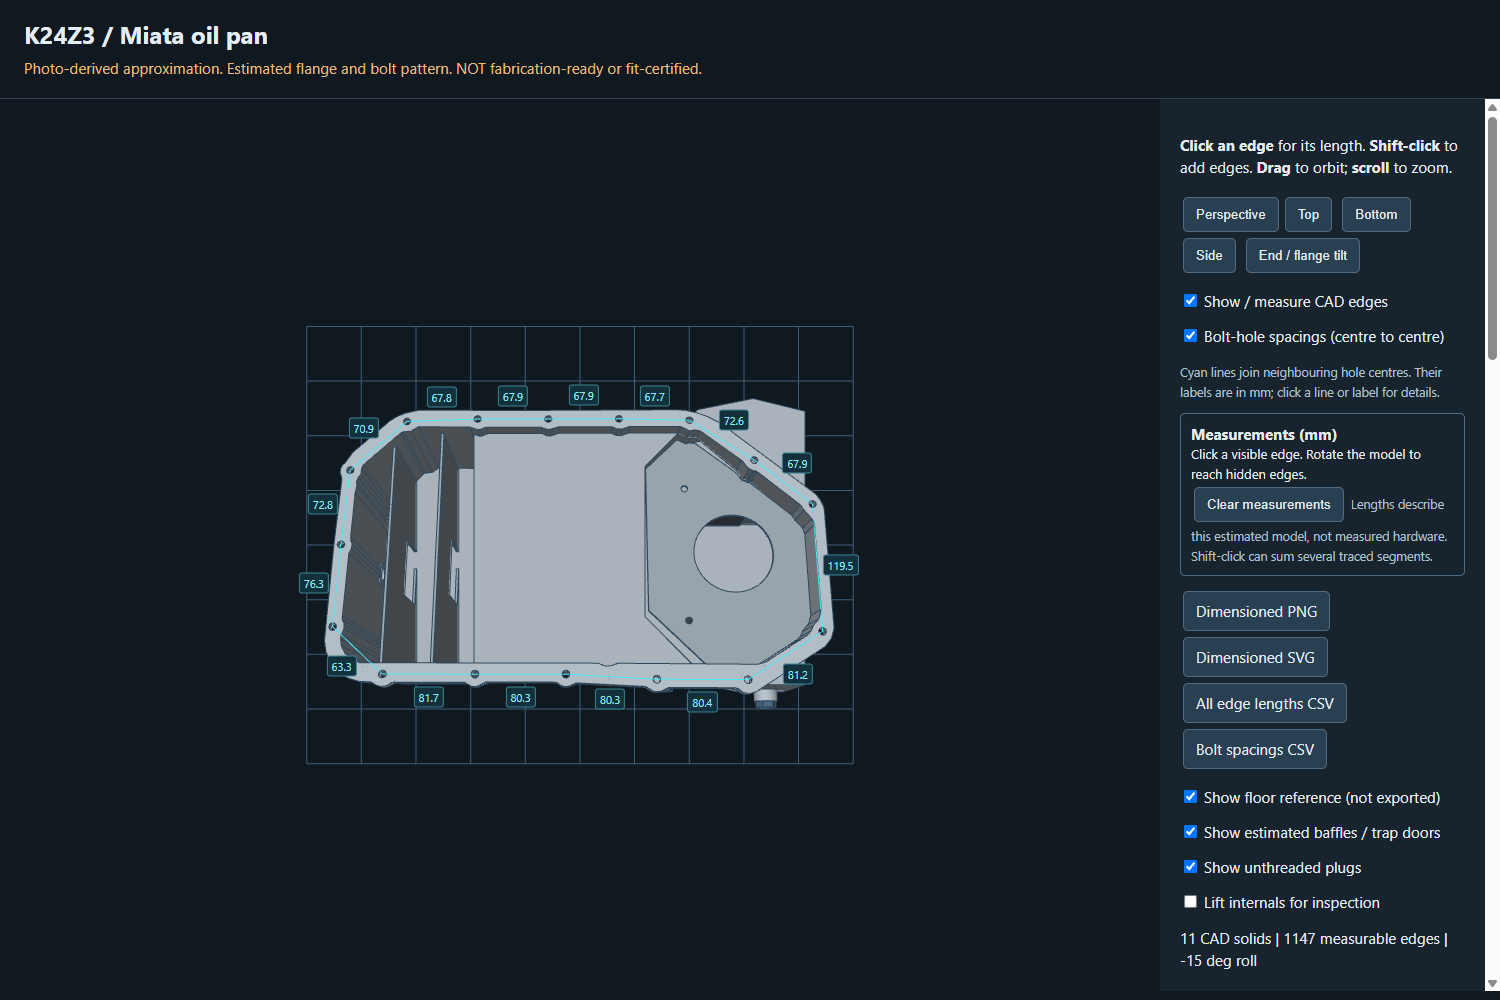 K24Z3 / Miata oil pan
Photo-derived approximation. Estimated flange and bolt pattern. NOT fabrication-ready or fit-certified.
67.8
67.9
67.9
67.7
72.6
70.9
67.9
72.8
119.5
76.3
63.3
81.2
81.7
80.3
80.3
80.4
Click an edge for its length. Shift-click to
add edges. Drag to orbit; scroll to zoom.
Perspective Top Bottom
Side End / flange tilt
Show / measure CAD edges
Bolt-hole spacings (centre to centre)
Cyan lines join neighbouring hole centres. Their
labels are in mm; click a line or label for details.
Measurements (mm)
Click a visible edge. Rotate the model to
reach hidden edges.
Clear measurements Lengths describe
this estimated model, not measured hardware.
Shift-click can sum several traced segments.
Dimensioned PNG
Dimensioned SVG
All edge lengths CSV
Bolt spacings CSV
Show floor reference (not exported)
Show estimated baffles / trap doors
Show unthreaded plugs
Lift internals for inspection
11 CAD solids | 1147 measurable edges |
-15 deg roll